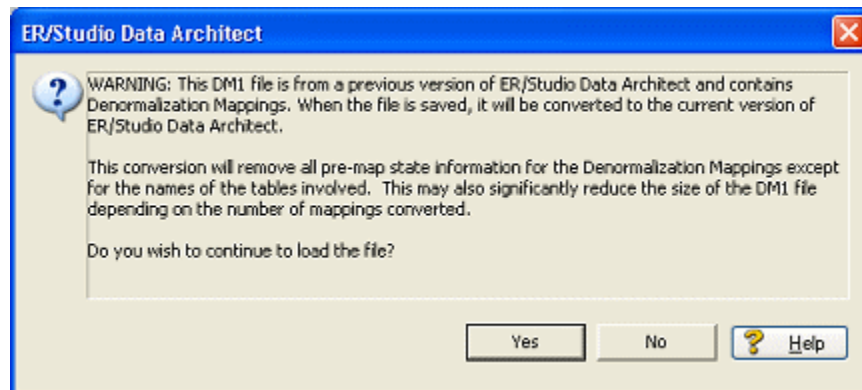 ER/Studio Data Architect
WARNING: This DM1 file is from a previous version of ER/Studio Data Architect and contains
Denormalization Mappings. When the file is saved, it will be converted to the current version of
ER/Studio Data Architect.
This conversion will remove all pre-map state information for the Denormalization Mappings except
for the names of the tables involved.  This may also significantly reduce the size of the DM1 file
depending on the number of mappings converted.
Do you wish to continue to load the file?
Yes
No
Help